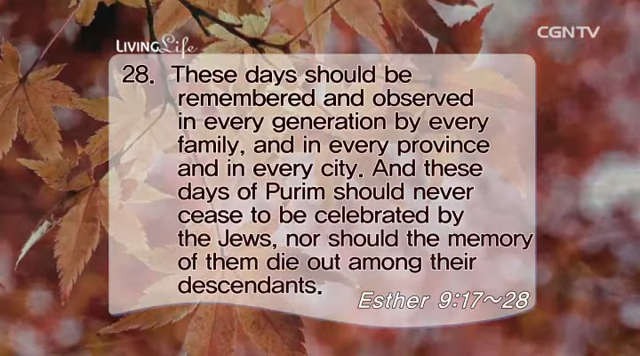 LIVINGLife
CGNTV
28. These days should be
remembered and observed
in every generation by every
family, and in every province
and in every city. And these
days of Purim should never
cease to be celebrated by
the Jews, nor should the memory
of them die out among their
descendants.
Esther 9:17~28